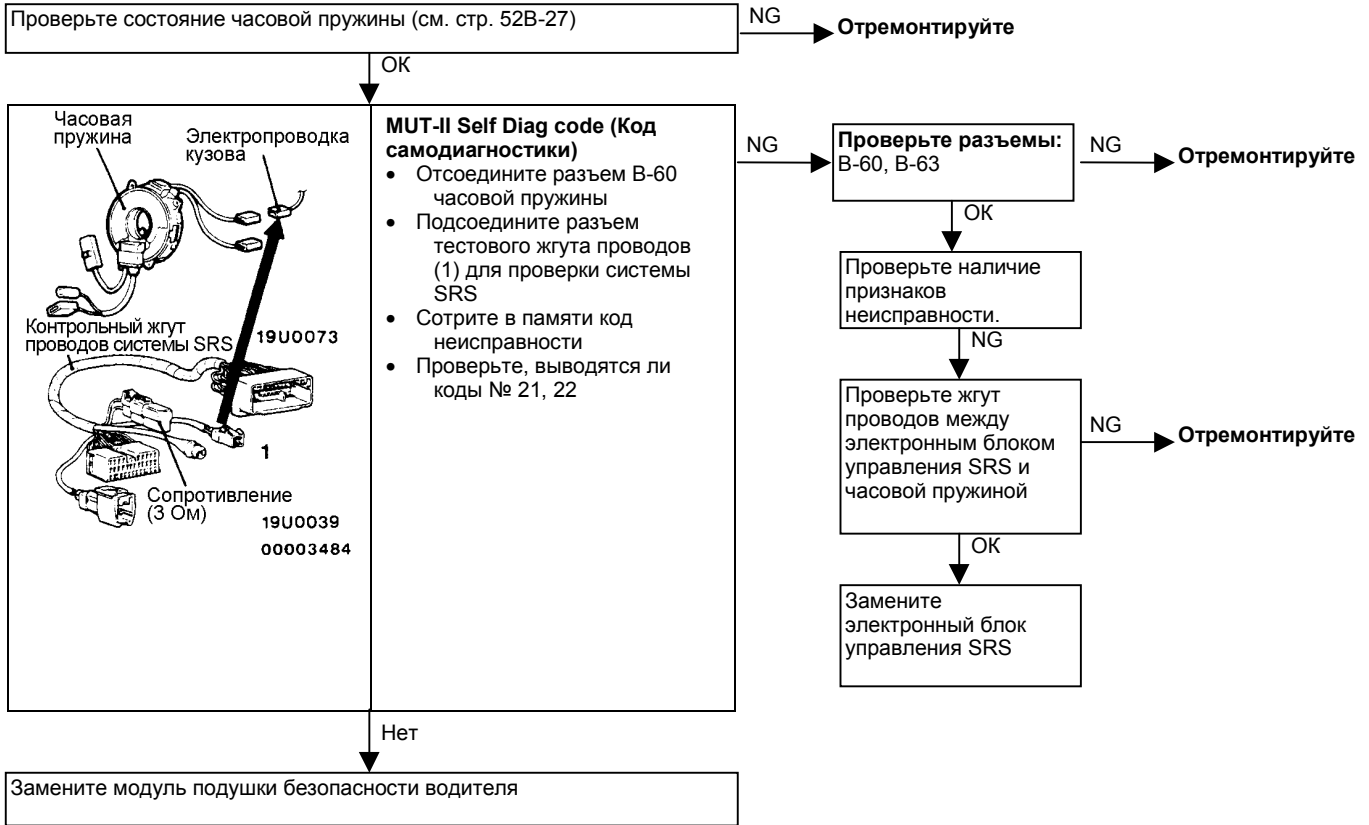 Проверьте состояние часовой пружины (см. стр. 52B-27)
NG
Отремонтируйте
OK
Часовая
пружина
Электропроводка
кузова
Контрольный жгут
проводов системы SRS
19U0073
1
Сопротивление
(3 Ом)
19U0039
00003484
MUT-II Self Diag code (Код
самодиагностики)
• Отсоедините разъем B-60
часовой пружины
• Подсоедините разъем
тестового жгута проводов
(1) для проверки системы
SRS
• Сотрите в памяти код
неисправности
• Проверьте, выводятся ли
коды № 21, 22
NG
Проверьте разъемы:
B-60, B-63
NG
Отремонтируйте
OK
Проверьте наличие
признаков
неисправности.
NG
Проверьте жгут
проводов между
электронным блоком
управления SRS и
часовой пружиной
NG
Отремонтируйте
OK
Замените
электронный блок
управления SRS
Нет
Замените модуль подушки безопасности водителя